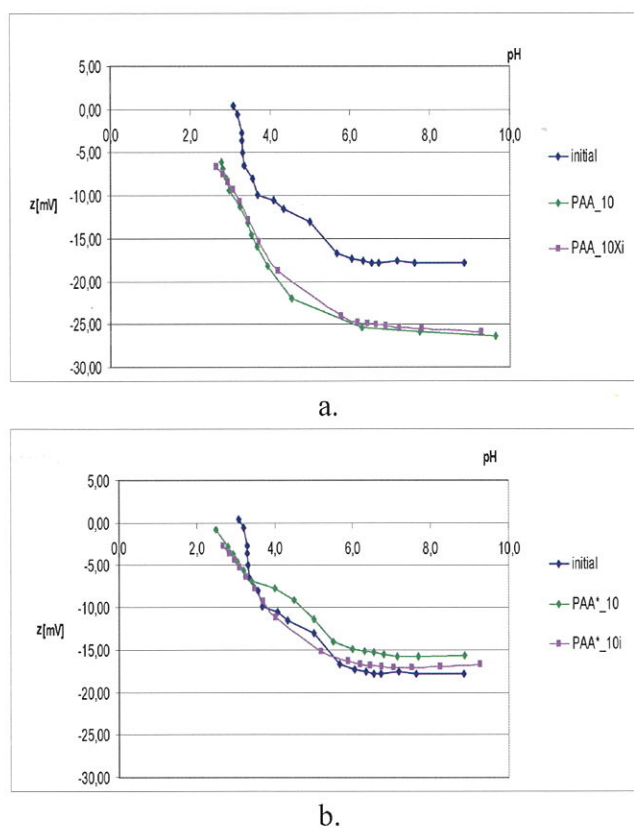 pH
5,00
0,00
0,0 2,0 4,0 6,0 8,0 10,0
-5,00
-10,00
z[mV]
-15,00
-20,00
-25,00
-30,00
initial
PAA_10
PAA_10Xi
a.
pH
5,00
0,00
0,0 2,0 4,0 6,0 8,0 10,0
-5,00
-10,00
z[mV]
-15,00
-20,00
-25,00
-30,00
initial
PAA*_10
PAA*_10i
b.